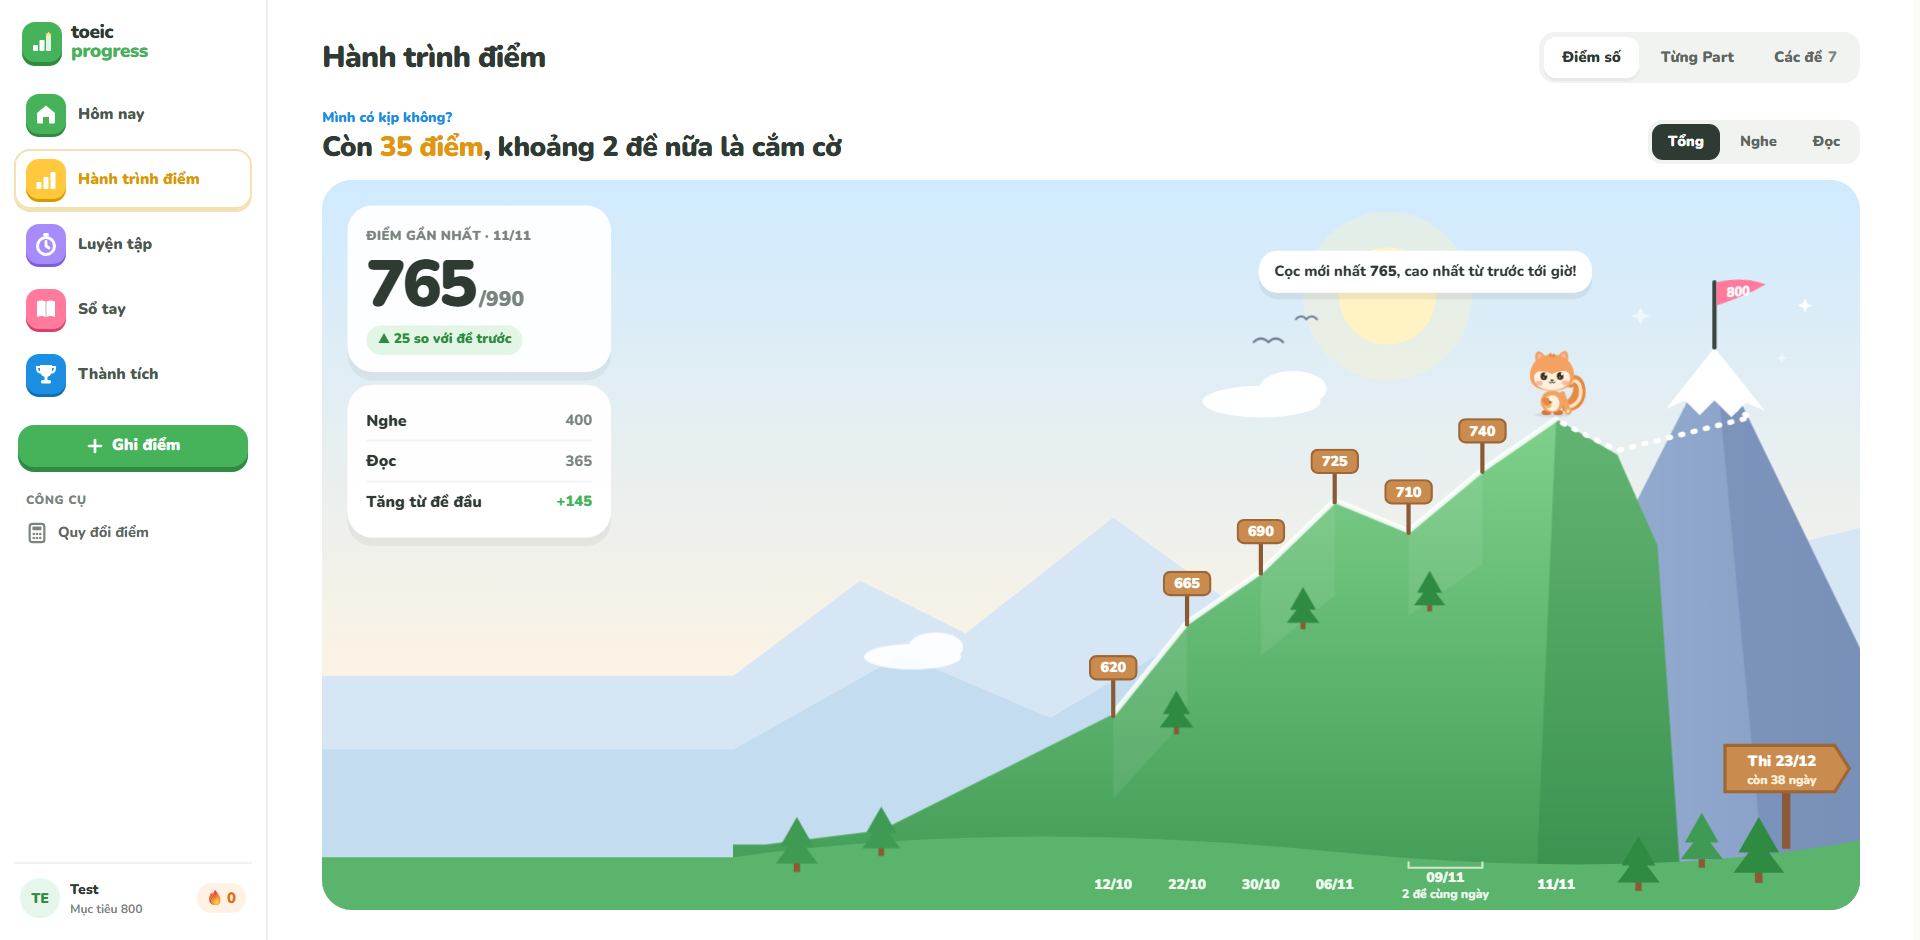 toeic
progress
Hôm nay
Hành trình điểm
Luyện tập
Sổ tay
Thành tích
Ghi điểm
CÔNG CỤ
Quy đổi điểm
TE
Test
Mục tiêu 800
0
Hành trình điểm
Điểm số
Từng Part
Các đề 7
Mình có kịp không?
Còn 35 điểm, khoảng 2 đề nữa là cắm cờ
Tổng
Nghe
Đọc
ĐIỂM GẦN NHẤT · 11/11
765/990
▲ 25 so với đề trước
Nghe 400
Đọc 365
Tăng từ đề đầu +145
Cọc mới nhất 765, cao nhất từ trước tới giờ!
800
740
725
710
690
665
620
Thi 23/12
còn 38 ngày
12/10
22/10
30/10
06/11
09/11
2 đề cùng ngày
11/11